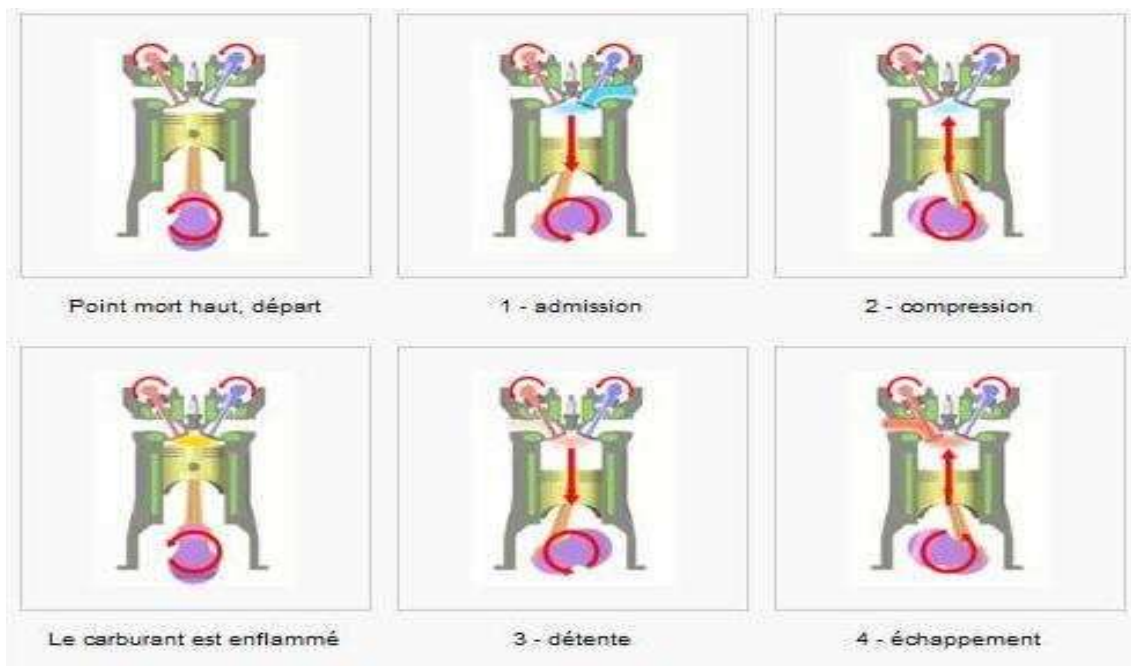 Point mort haut, départ
1 - admission
2 - compression
Le carburant est enflammé
3 - détente
4 - échappement